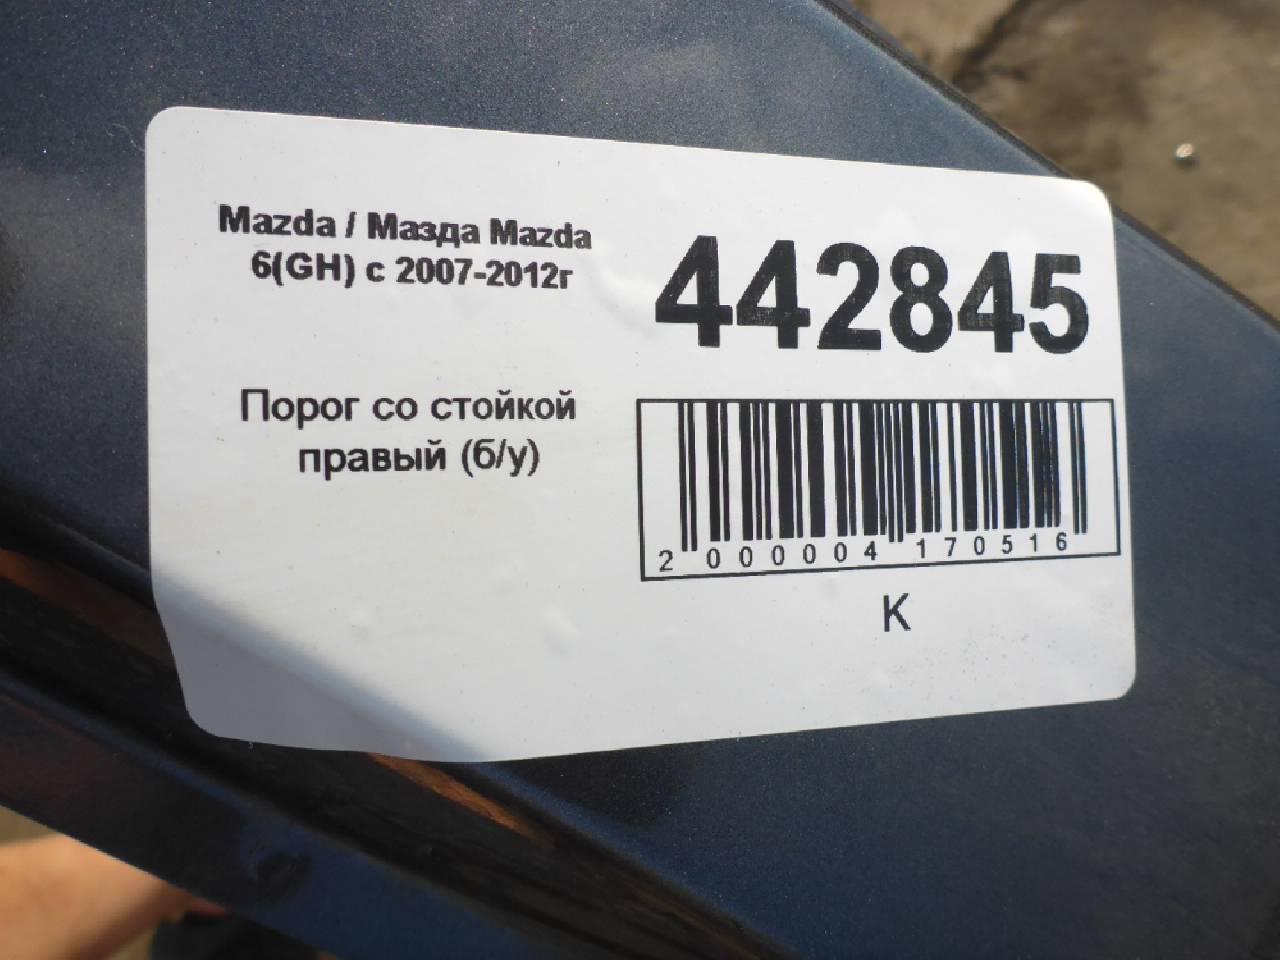 Mazda / Мазда Mazda
6(GH) с 2007-2012г
442845
Порог со стойкой
правый (б/у)
2 000004 170516
К